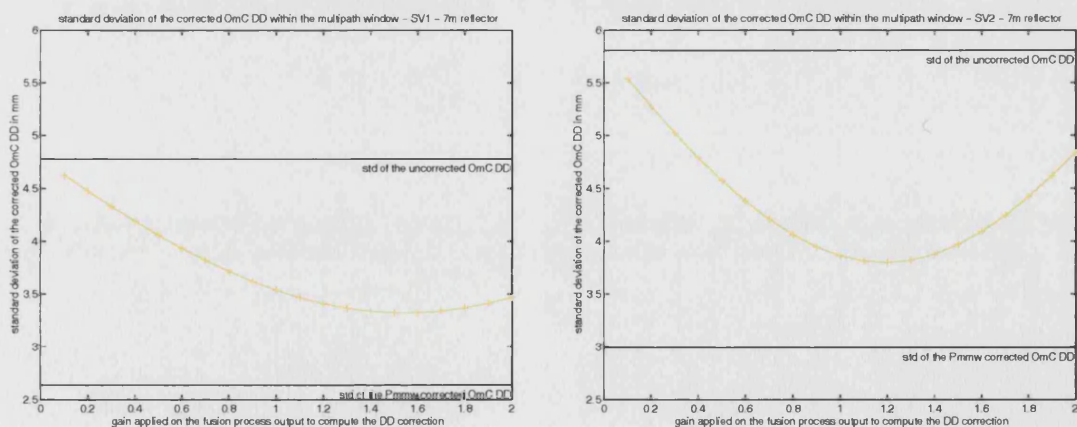 standard deviation of the corrected OmC DD within the multipath window - SV1 - 7m reflector
6
5.5
5
4.5
4
3.5
3
2.5
standard deviation of the corrected OmC DD in mm
std of the uncorrected OmC DD
std of the Pmmw corrected OmC DD
0 0.2 0.4 0.6 0.8 1 1.2 1.4 1.6 1.8 2
gain applied on the fusion process output to compute the DD correction
standard deviation of the corrected OmC DD within the multipath window - SV2 - 7m reflector
6
5.5
5
4.5
4
3.5
3
2.5
standard deviation of the corrected OmC DD in mm
std of the uncorrected OmC DD
std of the Pmmw corrected OmC DD
0 0.2 0.4 0.6 0.8 1 1.2 1.4 1.6 1.8 2
gain applied on the fusion process output to compute the DD correction